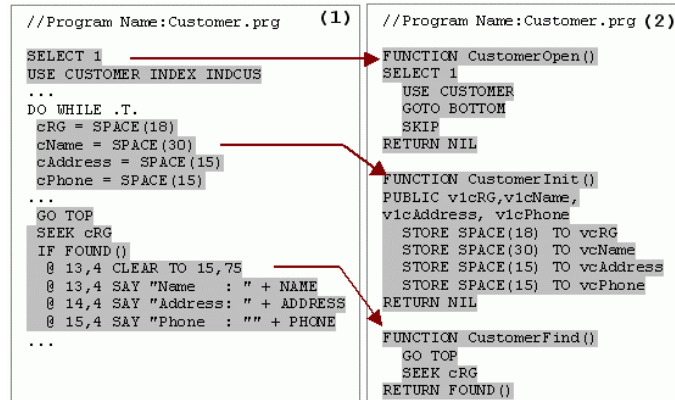 //Program Name:Customer.prg (1)
SELECT 1
USE CUSTOMER INDEX INDCUS
...
DO WHILE .T.
cRG = SPACE(18)
cName = SPACE(30)
cAddress = SPACE(15)
cPhone = SPACE(15)
...
GO TOP
SEEK cRG
IF FOUND()
@ 13,4 CLEAR TO 15,75
@ 13,4 SAY "Name   : " + NAME
@ 14,4 SAY "Address: " + ADDRESS
@ 15,4 SAY "Phone  : "" + PHONE
...
//Program Name:Customer.prg (2)
FUNCTION CustomerOpen()
SELECT 1
USE CUSTOMER
GOTO BOTTOM
SKIP
RETURN NIL
FUNCTION CustomerInit()
PUBLIC v1cRG,v1cName,
v1cAddress, v1cPhone
STORE SPACE(18) TO vcRG
STORE SPACE(30) TO vcName
STORE SPACE(15) TO vcAddress
STORE SPACE(15) TO vcPhone
RETURN NIL
FUNCTION CustomerFind()
GO TOP
SEEK cRG
RETURN FOUND()